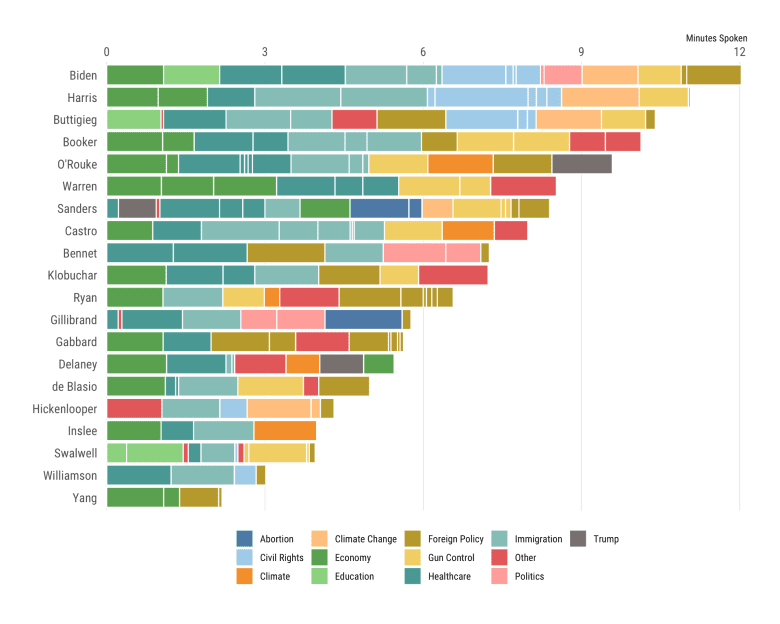 Minutes Spoken
0 3 6 9 12
Biden
Harris
Buttigieg
Booker
O'Rouke
Warren
Sanders
Castro
Bennet
Klobuchar
Ryan
Gillibrand
Gabbard
Delaney
de Blasio
Hickenlooper
Inslee
Swalwell
Williamson
Yang
Abortion Climate Change Foreign Policy Immigration Trump
Civil Rights Economy Gun Control Other
Climate Education Healthcare Politics